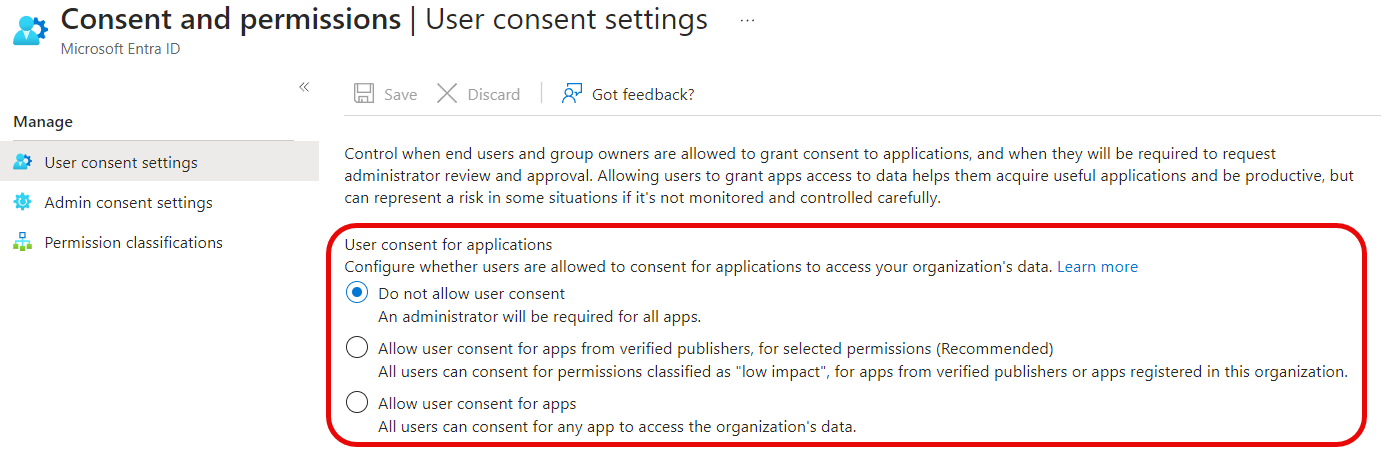 Consent and permissions | User consent settings ...
Microsoft Entra ID
«
Save Discard Got feedback?
Manage
User consent settings
Admin consent settings
Permission classifications
Control when end users and group owners are allowed to grant consent to applications, and when they will be required to request
administrator review and approval. Allowing users to grant apps access to data helps them acquire useful applications and be productive, but
can represent a risk in some situations if it's not monitored and controlled carefully.
User consent for applications
Configure whether users are allowed to consent for applications to access your organization's data. Learn more
Do not allow user consent
An administrator will be required for all apps.
Allow user consent for apps from verified publishers, for selected permissions (Recommended)
All users can consent for permissions classified as "low impact", for apps from verified publishers or apps registered in this organization.
Allow user consent for apps
All users can consent for any app to access the organization's data.